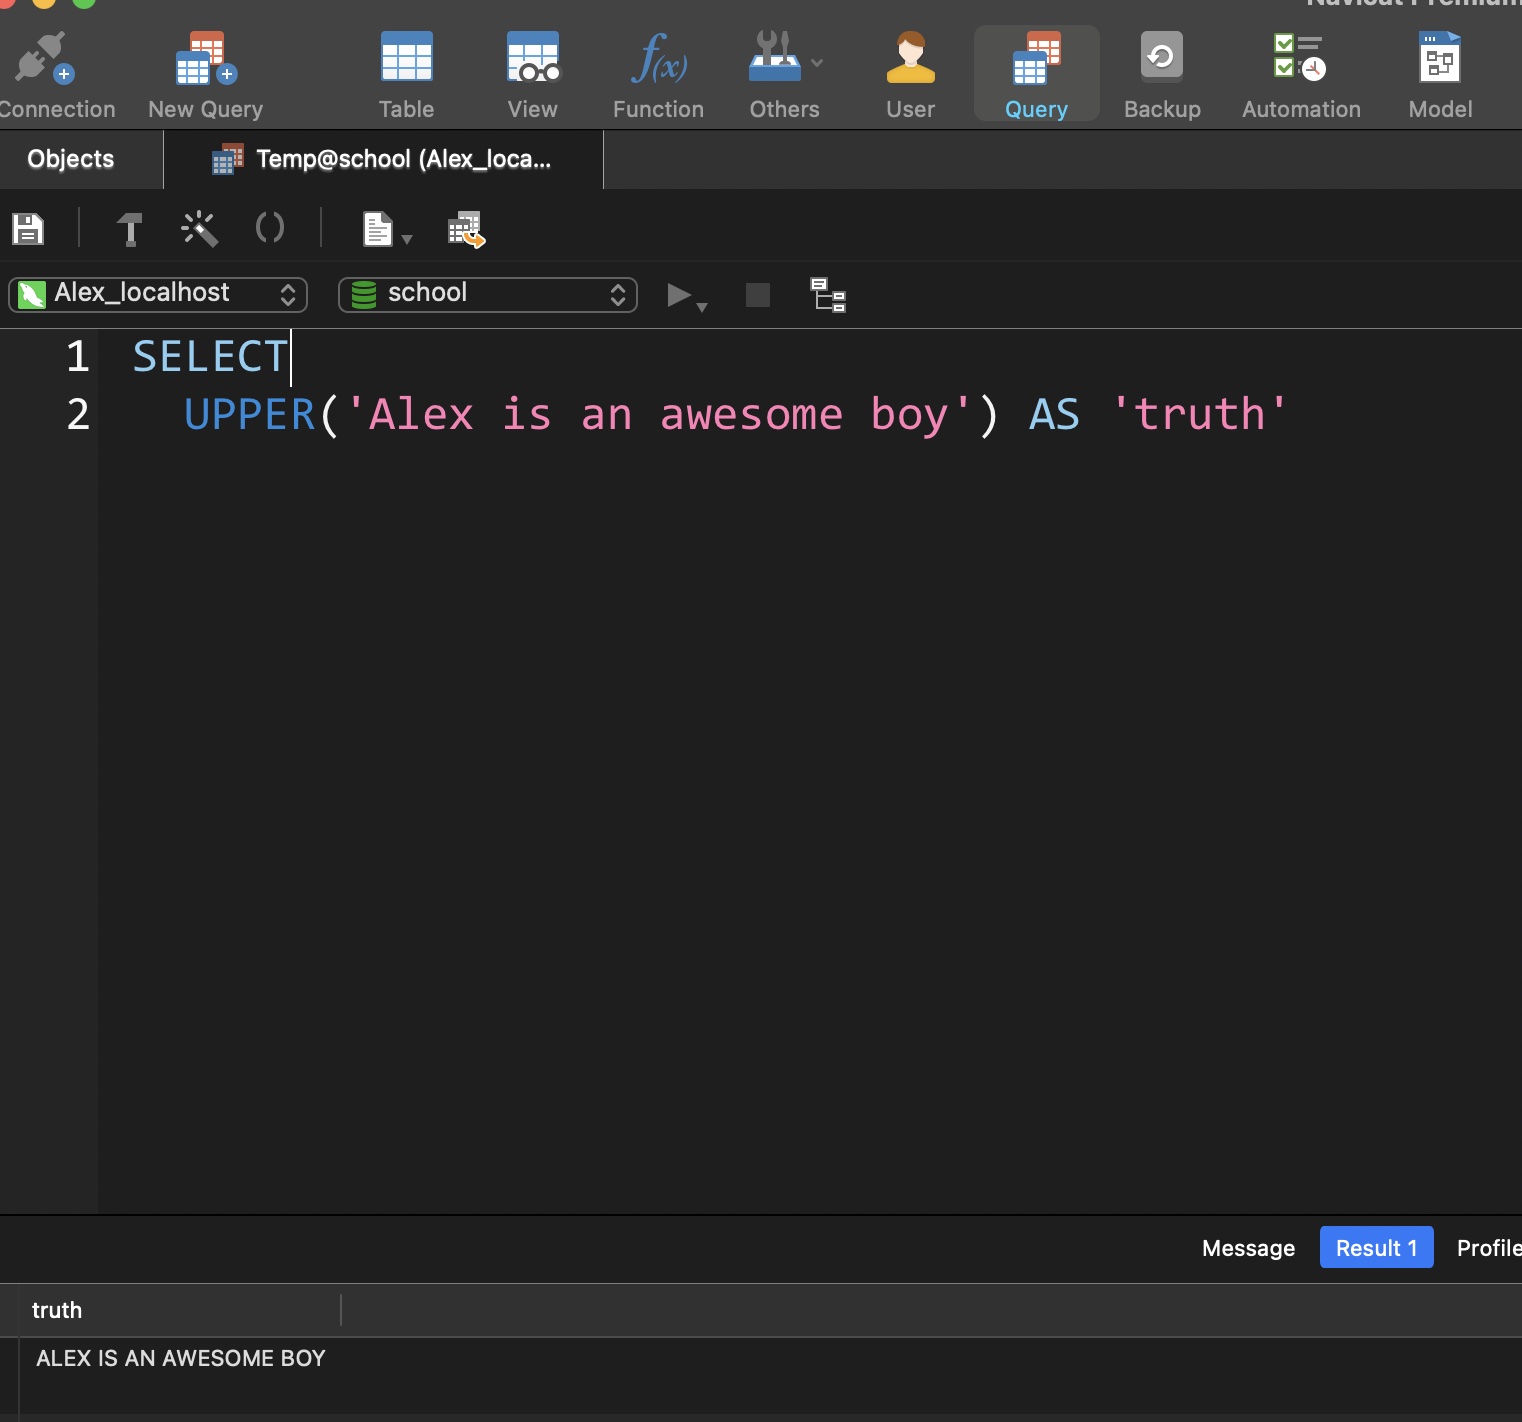 Connection New Query Table View Function Others User Query Backup Automation Model
Objects Temp@school (Alex_loca...
Alex_localhost school
1 SELECT
2 UPPER('Alex is an awesome boy') AS 'truth'
Message Result 1 Profile
truth
ALEX IS AN AWESOME BOY